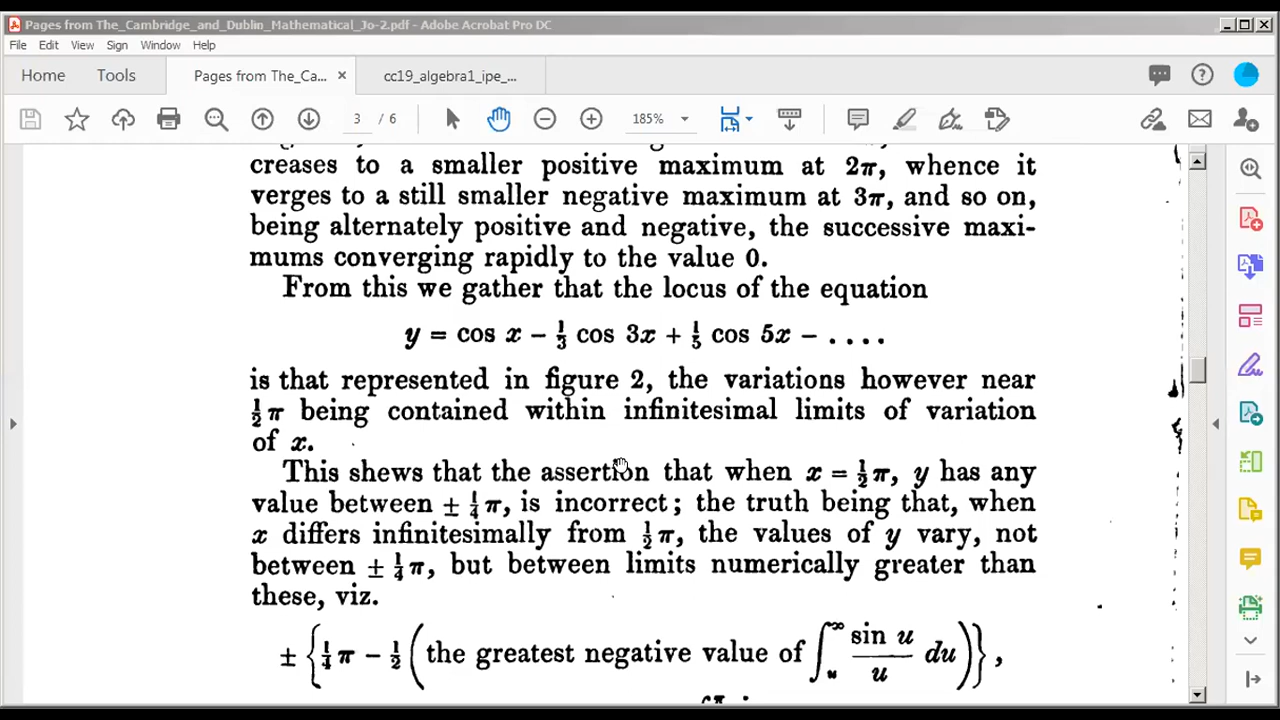 Pages from The_Cambridge_and_Dublin_Mathematical_Jo-2.pdf - Adobe Acrobat Pro DC
File Edit View Sign Window Help
Home Tools Pages from The_Ca... × cc19_algebra1_ipe_...
3 / 6 185%
creases to a smaller positive maximum at 2π, whence it
verges to a still smaller negative maximum at 3π, and so on,
being alternately positive and negative, the successive maxi-
mums converging rapidly to the value 0.
From this we gather that the locus of the equation
y = cos x − 1/3 cos 3x + 1/5 cos 5x − ....
is that represented in figure 2, the variations however near
1/2 π being contained within infinitesimal limits of variation
of x.
This shews that the assertion that when x = 1/2 π, y has any
value between ± 1/4 π, is incorrect; the truth being that, when
x differs infinitesimally from 1/2 π, the values of y vary, not
between ± 1/4 π, but between limits numerically greater than
these, viz.
± {1/4 π − 1/2 (the greatest negative value of ∫_u^∞ sin u / u du)},